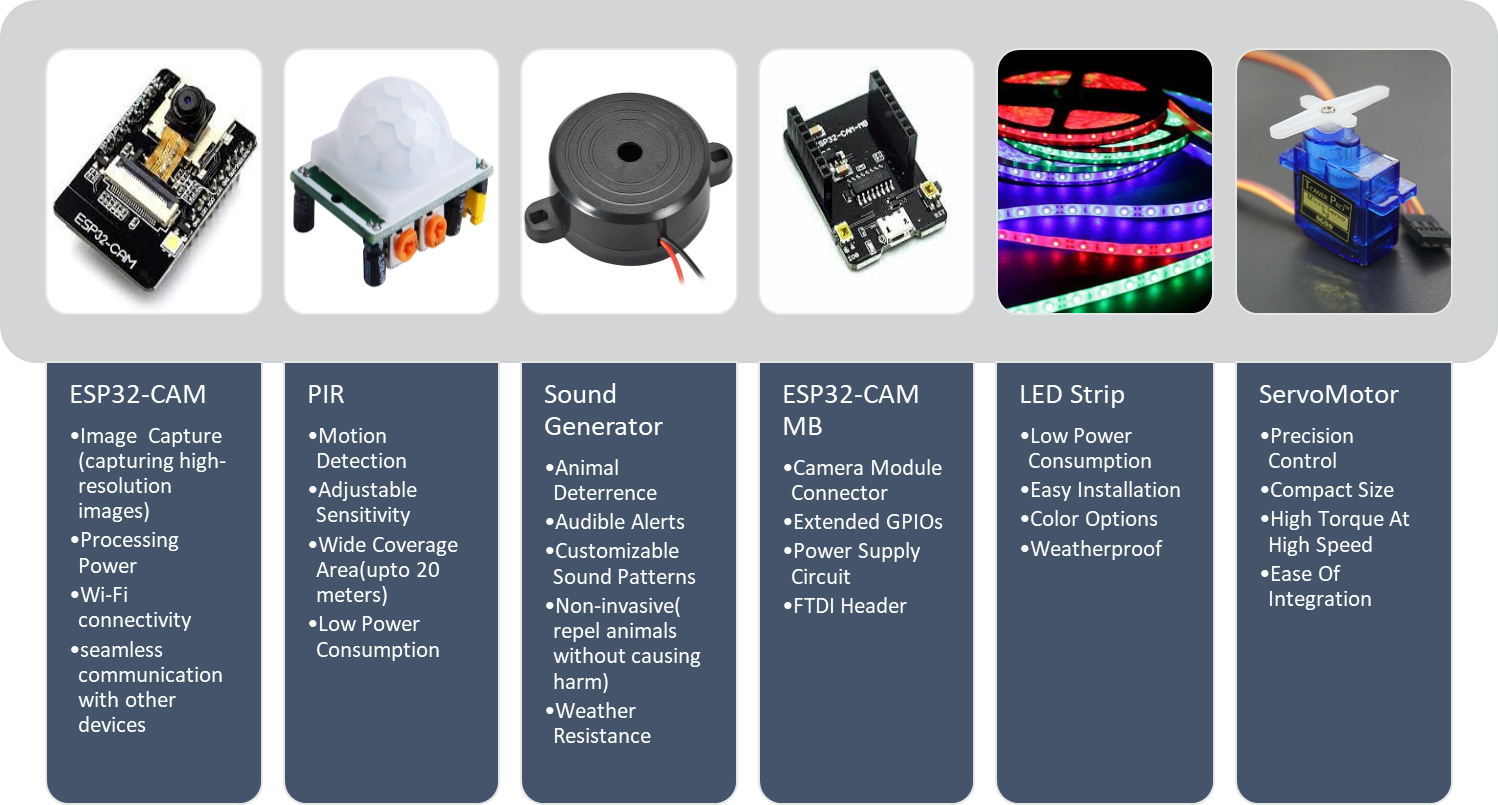 ESP32-CAM
ESP32-CAM-MB
TOWER PRO
SG90
ESP32-CAM
•Image  Capture
(capturing high-
resolution
images)
•Processing
Power
•Wi-Fi
connectivity
•seamless
communication
with other
devices
PIR
•Motion
Detection
•Adjustable
Sensitivity
•Wide Coverage
Area(upto 20
meters)
•Low Power
Consumption
Sound
Generator
•Animal
Deterrence
•Audible Alerts
•Customizable
Sound Patterns
•Non-invasive(
repel animals
without causing
harm)
•Weather
Resistance
ESP32-CAM
MB
•Camera Module
Connector
•Extended GPIOs
•Power Supply
Circuit
•FTDI Header
LED Strip
•Low Power
Consumption
•Easy Installation
•Color Options
•Weatherproof
ServoMotor
•Precision
Control
•Compact Size
•High Torque At
High Speed
•Ease Of
Integration